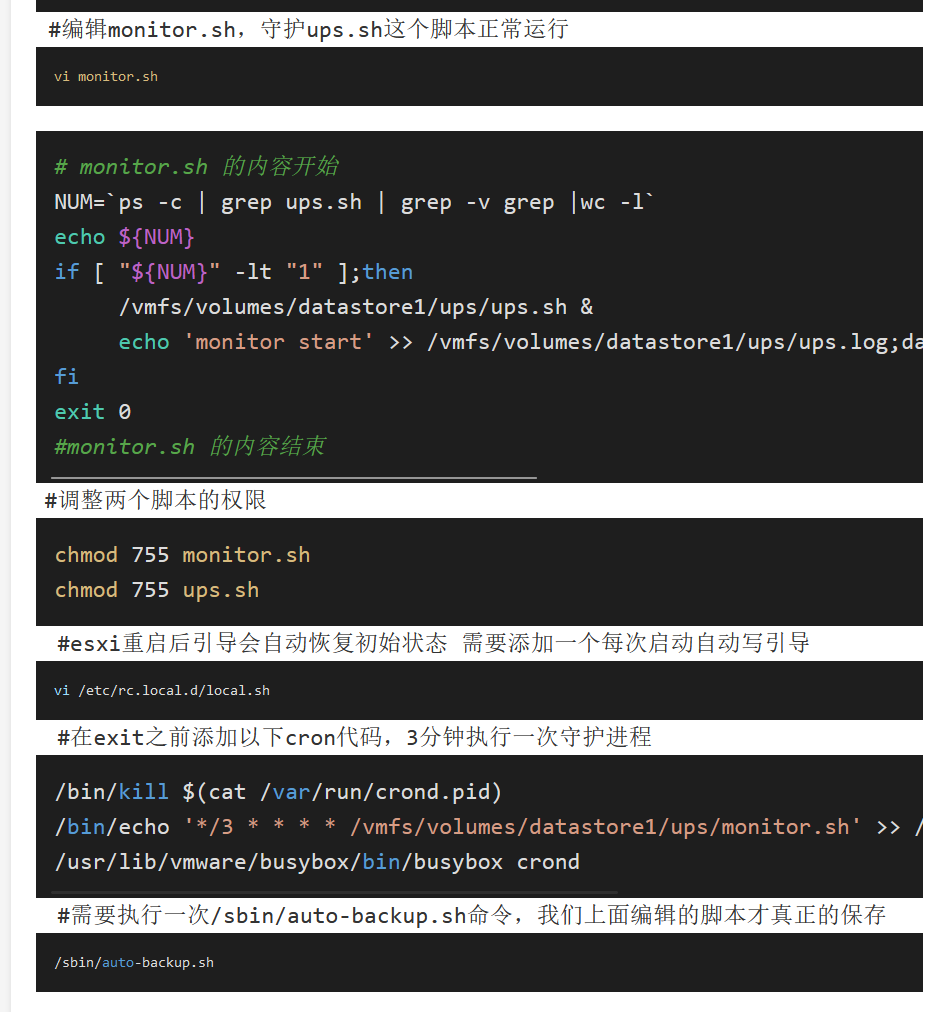 #编辑monitor.sh，守护ups.sh这个脚本正常运行
vi monitor.sh
# monitor.sh 的内容开始
NUM=`ps -c | grep ups.sh | grep -v grep |wc -l`
echo ${NUM}
if [ "${NUM}" -lt "1" ];then
/vmfs/volumes/datastore1/ups/ups.sh &
echo 'monitor start' >> /vmfs/volumes/datastore1/ups/ups.log;da
fi
exit 0
#monitor.sh 的内容结束
#调整两个脚本的权限
chmod 755 monitor.sh
chmod 755 ups.sh
#esxi重启后引导会自动恢复初始状态 需要添加一个每次启动自动写引导
vi /etc/rc.local.d/local.sh
#在exit之前添加以下cron代码，3分钟执行一次守护进程
/bin/kill $(cat /var/run/crond.pid)
/bin/echo '*/3 * * * * /vmfs/volumes/datastore1/ups/monitor.sh' >> /
/usr/lib/vmware/busybox/bin/busybox crond
#需要执行一次/sbin/auto-backup.sh命令，我们上面编辑的脚本才真正的保存
/sbin/auto-backup.sh